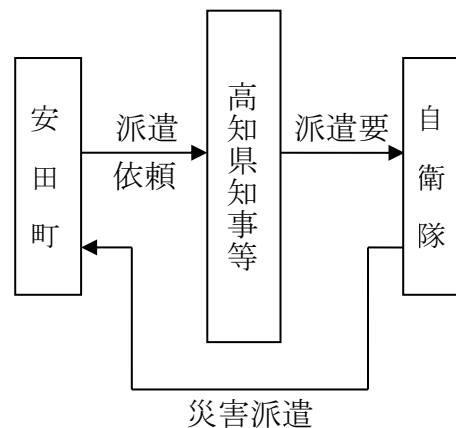 安田町
派遣
依頼
高知県知事等
派遣要
自衛隊
災害派遣